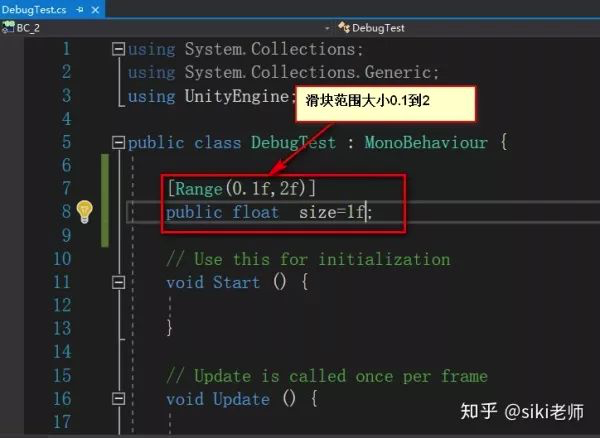 DebugTest.cs
BC_2
DebugTest
1 using System.Collections;
2 using System.Collections.Generic;
3 using UnityEngine;
滑块范围大小0.1到2
4
5 public class DebugTest : MonoBehaviour {
6
7 [Range(0.1f,2f)]
8 public float  size=1f;
9
10 // Use this for initialization
11 void Start () {
12
13 }
14
15 // Update is called once per frame
16 void Update () {
17
知乎 @siki老师